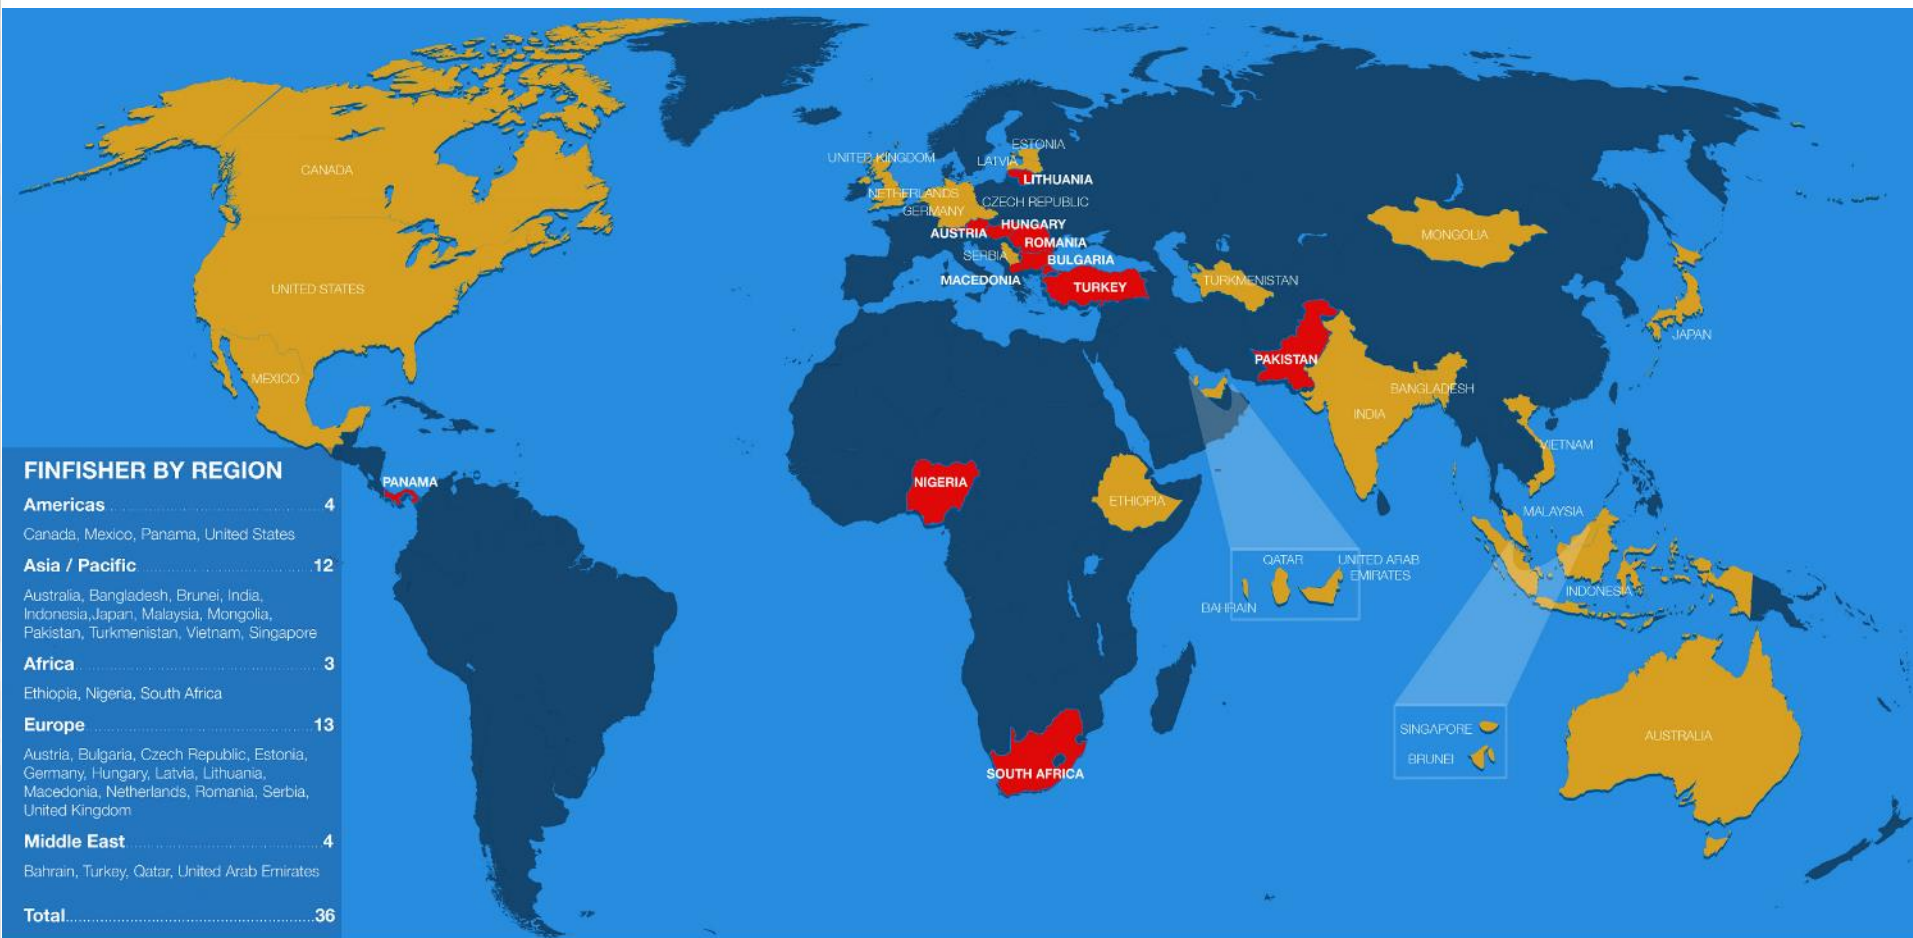 ESTONIA
UNITED KINGDOM
LATVIA
CANADA
LITHUANIA
NETHERLANDS
CZECH REPUBLIC
GERMANY
HUNGARY
AUSTRIA
ROMANIA
MONGOLIA
SERBIA
BULGARIA
MACEDONIA
TURKEY
TURKMENISTAN
UNITED STATES
JAPAN
PAKISTAN
MEXICO
BANGLADESH
INDIA
VIETNAM
PANAMA
NIGERIA
ETHIOPIA
MALAYSIA
QATAR
UNITED ARAB
EMIRATES
BAHRAIN
INDONESIA
SINGAPORE
BRUNEI
AUSTRALIA
SOUTH AFRICA
FINFISHER BY REGION
Americas 4
Canada, Mexico, Panama, United States
Asia / Pacific 12
Australia, Bangladesh, Brunei, India,
Indonesia,Japan, Malaysia, Mongolia,
Pakistan, Turkmenistan, Vietnam, Singapore
Africa 3
Ethiopia, Nigeria, South Africa
Europe 13
Austria, Bulgaria, Czech Republic, Estonia,
Germany, Hungary, Latvia, Lithuania,
Macedonia, Netherlands, Romania, Serbia,
United Kingdom
Middle East 4
Bahrain, Turkey, Qatar, United Arab Emirates
Total 36